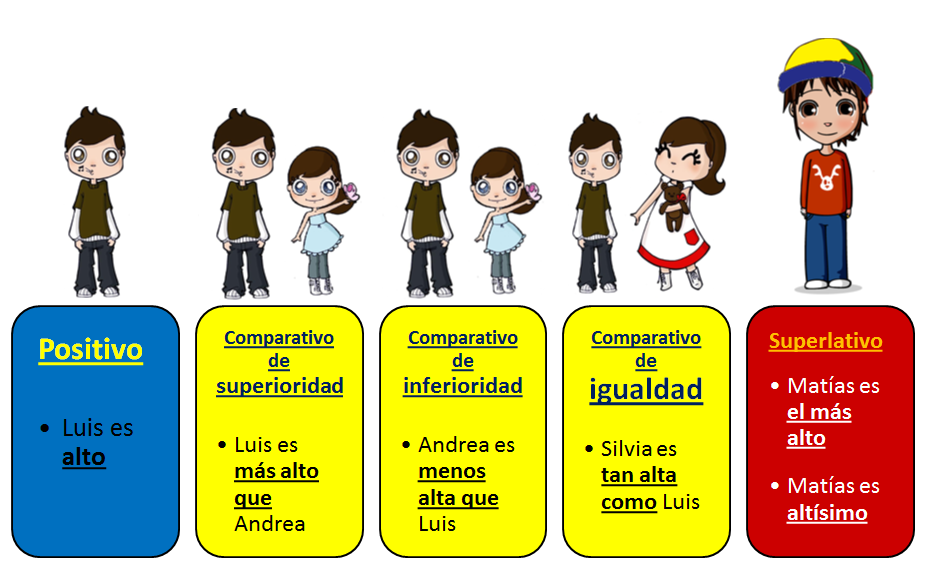 Positivo
• Luis es
alto
Comparativo
de
superioridad
• Luis es
más alto
que
Andrea
Comparativo
de
inferioridad
• Andrea es
menos
alta que
Luis
Comparativo
de
igualdad
• Silvia es
tan alta
como Luis
Superlativo
• Matías es
el más
alto
• Matías es
altísimo